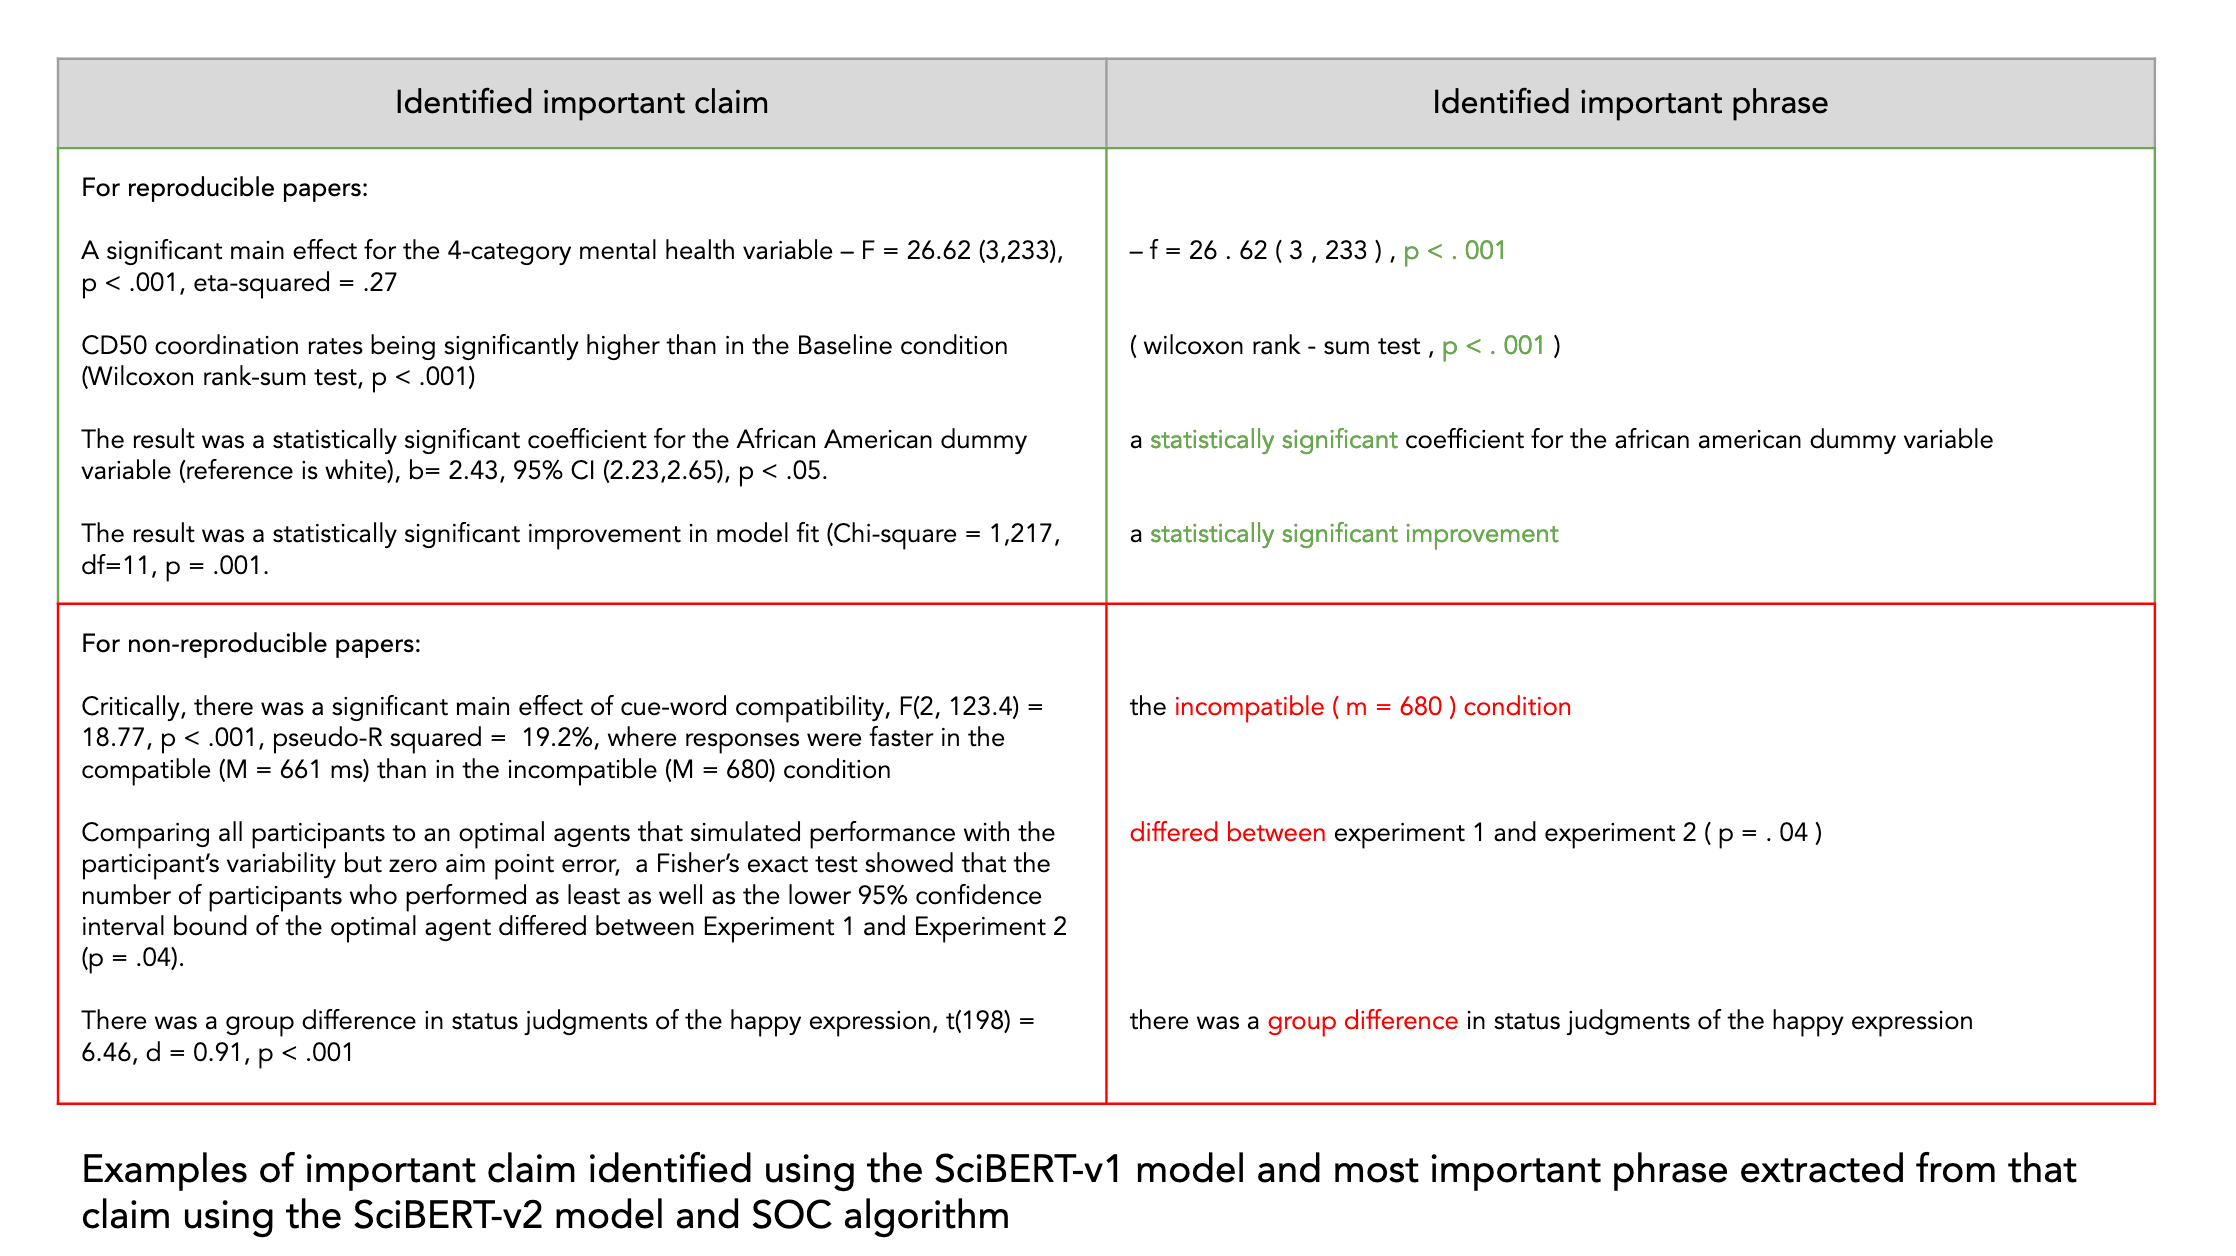 Identified important claim
Identified important phrase
For reproducible papers:
A significant main effect for the 4-category mental health variable – F = 26.62 (3,233),
p < .001, eta-squared = .27
– f = 26 . 62 ( 3 , 233 ) , p < . 001
CD50 coordination rates being significantly higher than in the Baseline condition
(Wilcoxon rank-sum test, p < .001)
( wilcoxon rank - sum test , p < . 001 )
The result was a statistically significant coefficient for the African American dummy
variable (reference is white), b= 2.43, 95% CI (2.23,2.65), p < .05.
a statistically significant coefficient for the african american dummy variable
The result was a statistically significant improvement in model fit (Chi-square = 1,217,
df=11, p = .001.
a statistically significant improvement
For non-reproducible papers:
Critically, there was a significant main effect of cue-word compatibility, F(2, 123.4) =
18.77, p < .001, pseudo-R squared =  19.2%, where responses were faster in the
compatible (M = 661 ms) than in the incompatible (M = 680) condition
the incompatible ( m = 680 ) condition
Comparing all participants to an optimal agents that simulated performance with the
participant’s variability but zero aim point error,  a Fisher’s exact test showed that the
number of participants who performed as least as well as the lower 95% confidence
interval bound of the optimal agent differed between Experiment 1 and Experiment 2
(p = .04).
differed between experiment 1 and experiment 2 ( p = . 04 )
There was a group difference in status judgments of the happy expression, t(198) =
6.46, d = 0.91, p < .001
there was a group difference in status judgments of the happy expression
Examples of important claim identified using the SciBERT-v1 model and most important phrase extracted from that
claim using the SciBERT-v2 model and SOC algorithm